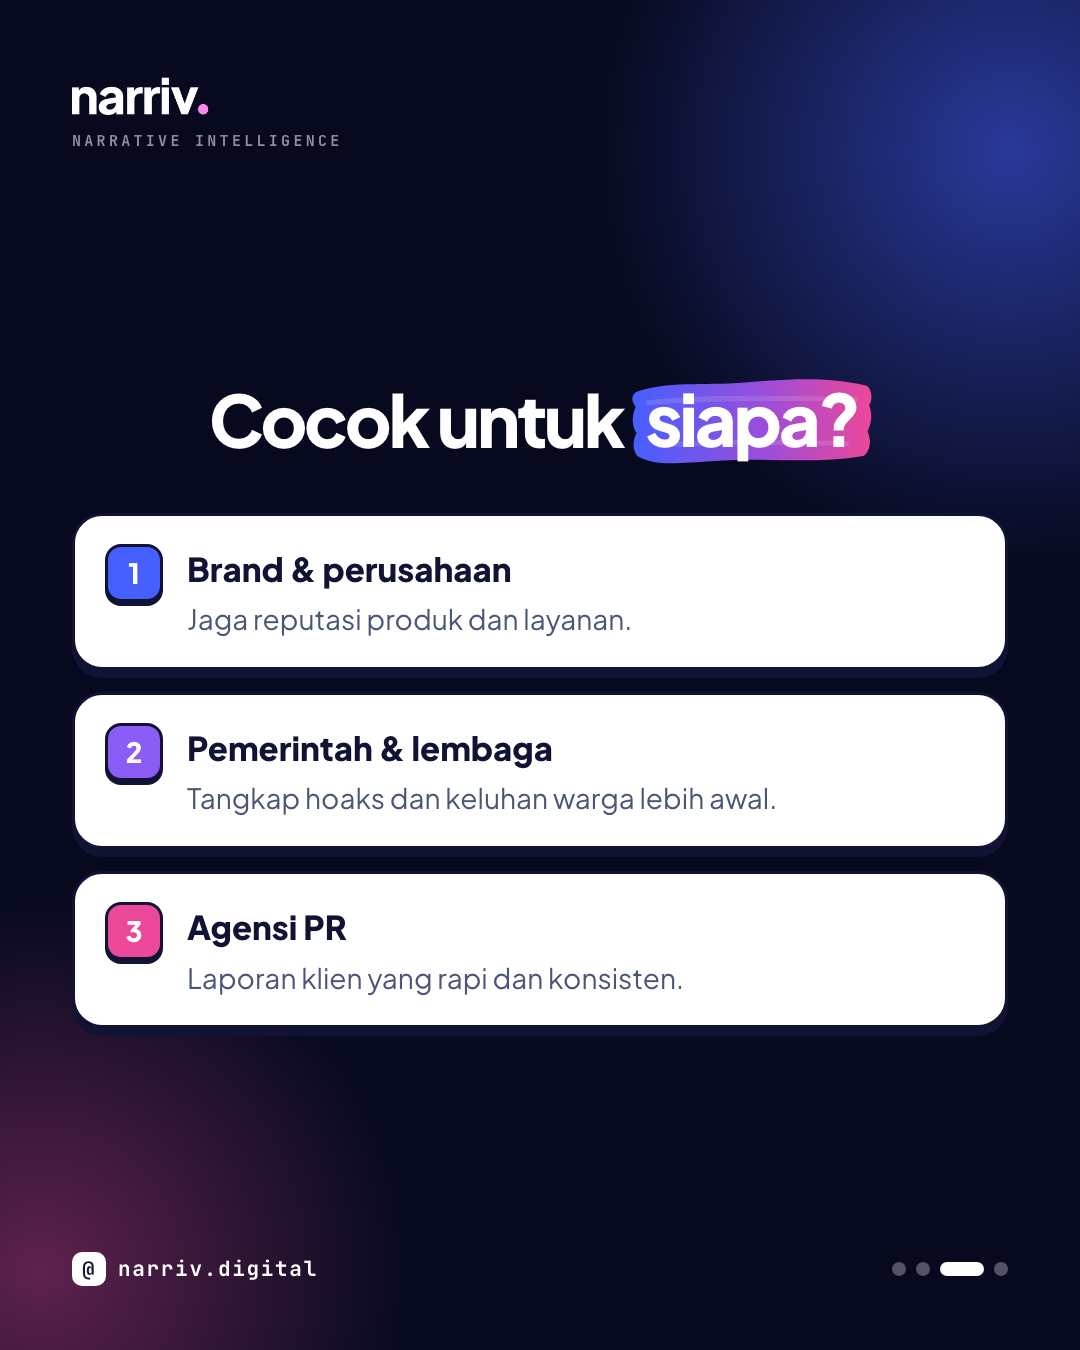 narriv.
NARRATIVE INTELLIGENCE
Cocok untuk siapa?
1
Brand & perusahaan
Jaga reputasi produk dan layanan.
2
Pemerintah & lembaga
Tangkap hoaks dan keluhan warga lebih awal.
3
Agensi PR
Laporan klien yang rapi dan konsisten.
@ narriv.digital